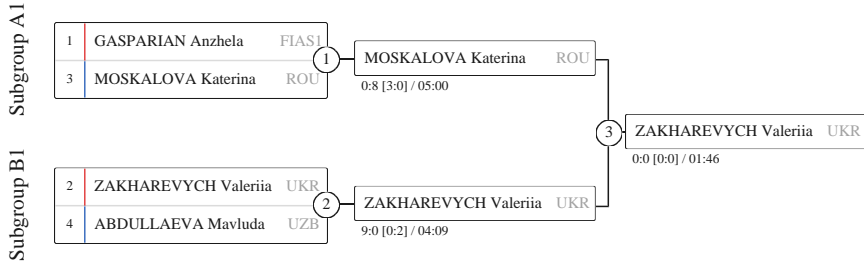 Subgroup A1
1 GASPARIAN Anzhela FIAS1
3 MOSKALOVA Katerina ROU
1
MOSKALOVA Katerina ROU
0:8 [3:0] / 05:00
Subgroup B1
2 ZAKHAREVYCH Valeriia UKR
4 ABDULLAEVA Mavluda UZB
2
ZAKHAREVYCH Valeriia UKR
9:0 [0:2] / 04:09
3
ZAKHAREVYCH Valeriia UKR
0:0 [0:0] / 01:46